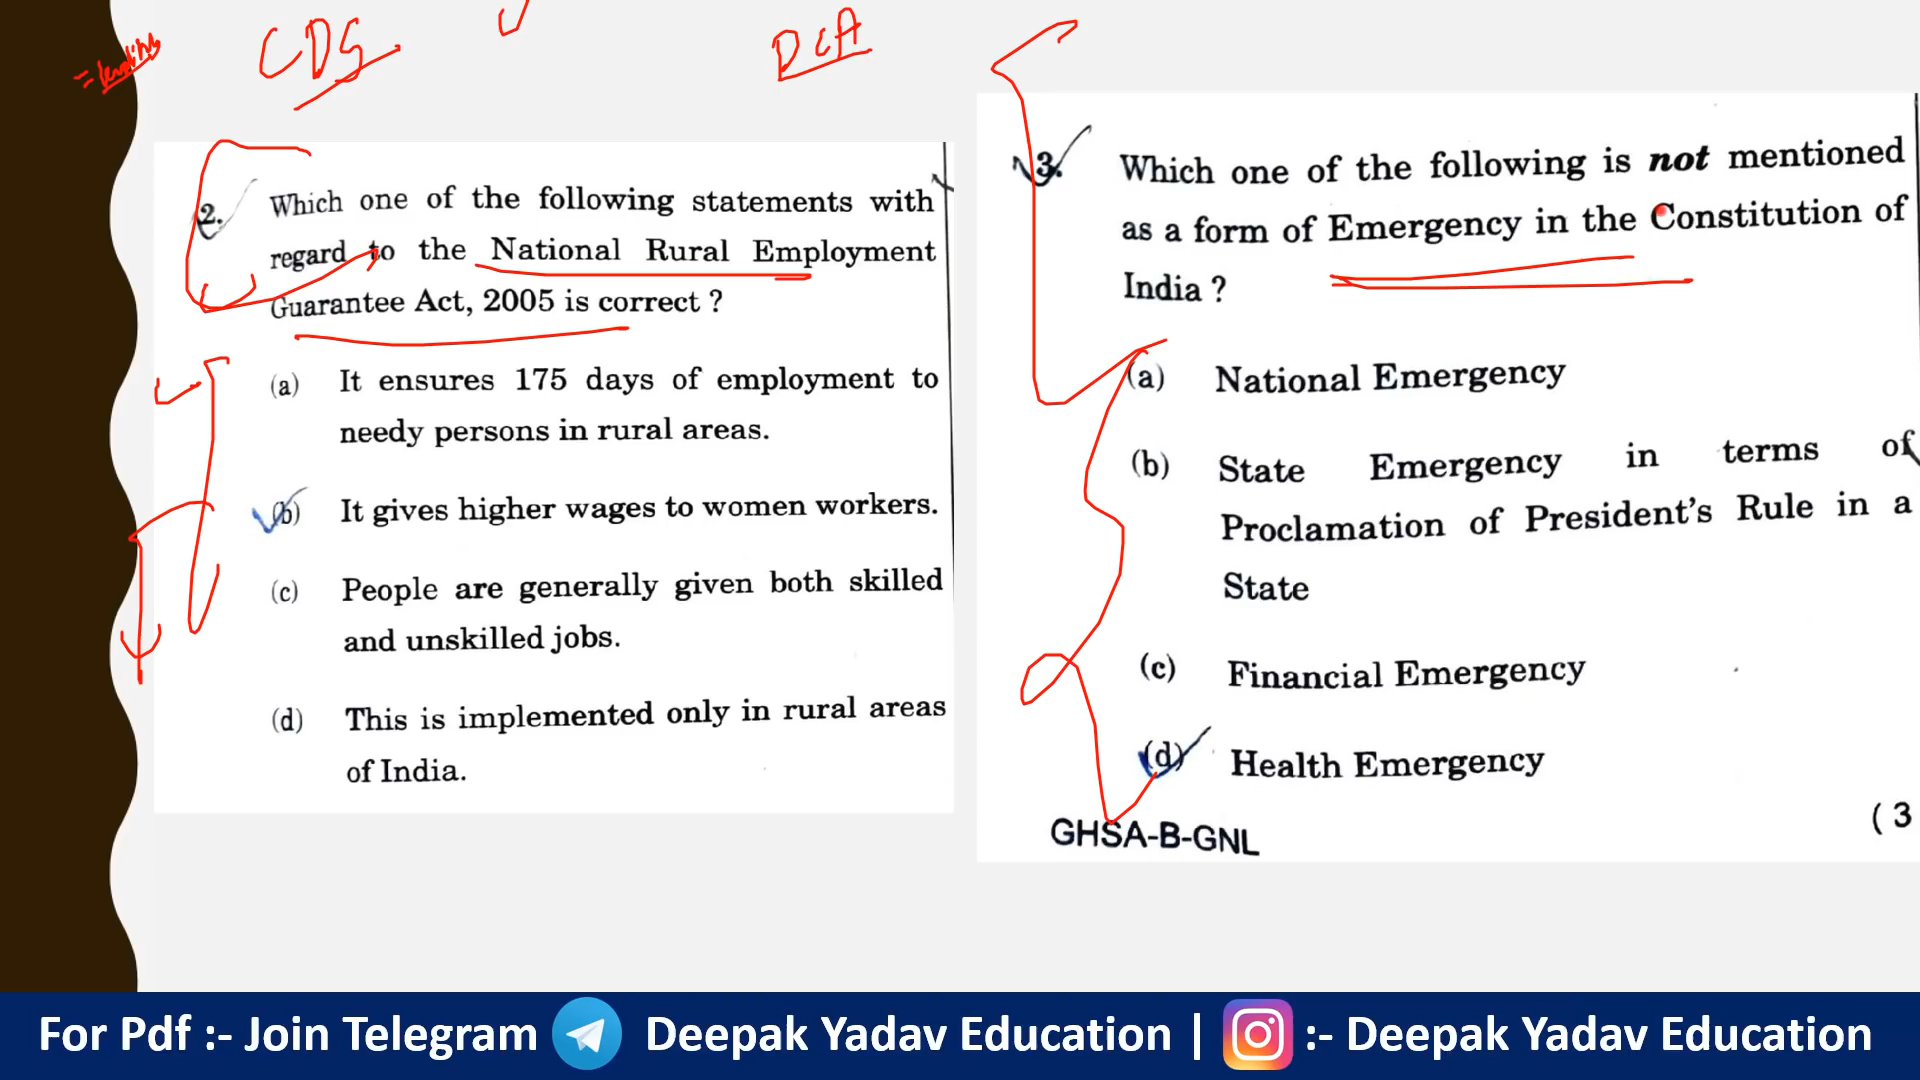 CDS
DCA
2. Which one of the following statements with
regard to the National Rural Employment
Guarantee Act, 2005 is correct ?
(a) It ensures 175 days of employment to
needy persons in rural areas.
(b) It gives higher wages to women workers.
(c) People are generally given both skilled
and unskilled jobs.
(d) This is implemented only in rural areas
of India.
3. Which one of the following is not mentioned
as a form of Emergency in the Constitution of
India ?
(a) National Emergency
(b) State Emergency in terms of
Proclamation of President's Rule in a
State
(c) Financial Emergency
(d) Health Emergency
GHSA-B-GNL
( 3
For Pdf :- Join Telegram Deepak Yadav Education | :- Deepak Yadav Education